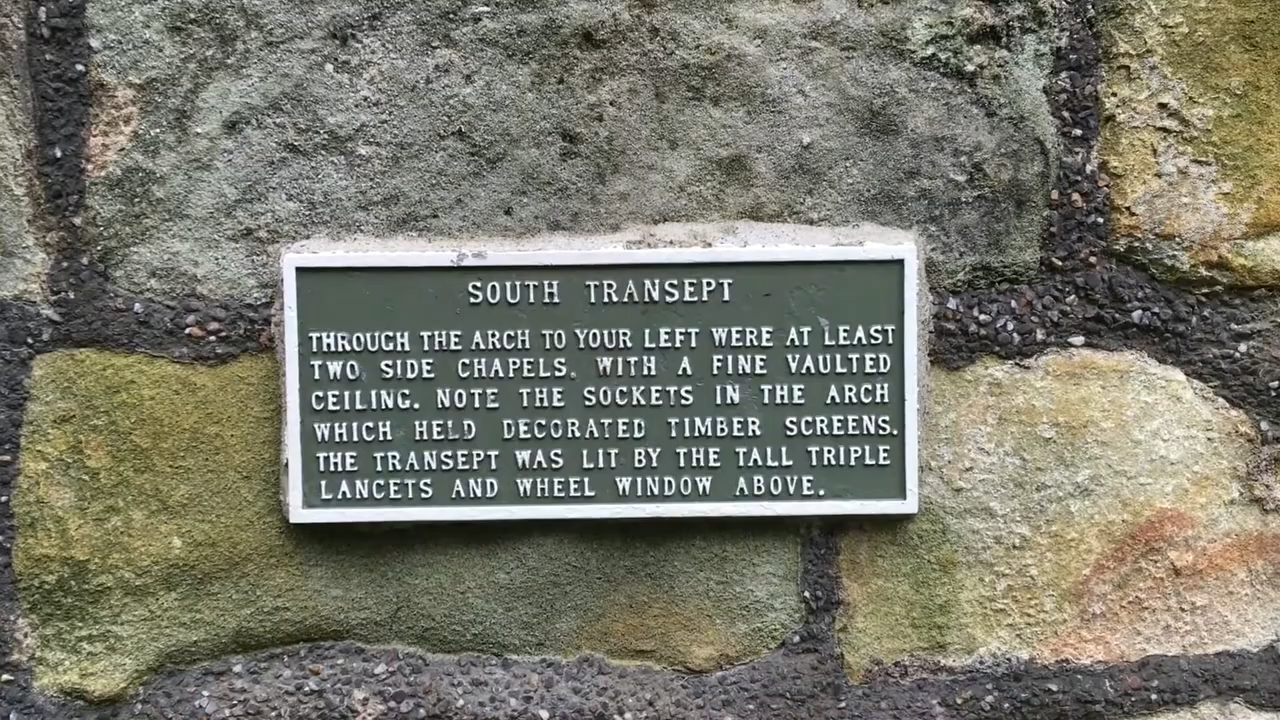 SOUTH TRANSEPT
THROUGH THE ARCH TO YOUR LEFT WERE AT LEAST
TWO SIDE CHAPELS, WITH A FINE VAULTED
CEILING. NOTE THE SOCKETS IN THE ARCH
WHICH HELD DECORATED TIMBER SCREENS.
THE TRANSEPT WAS LIT BY THE TALL TRIPLE
LANCETS AND WHEEL WINDOW ABOVE.